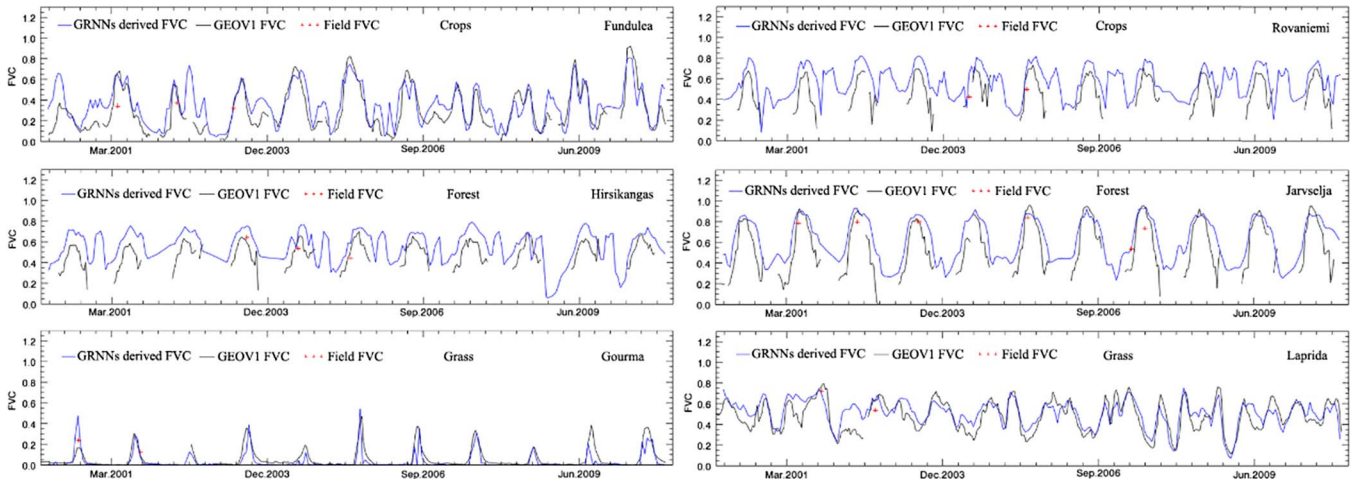 GRNNs derived FVC GEOV1 FVC Field FVC Crops Fundulea
1.2
1.0
0.8
0.6
0.4
0.2
0.0
FVC
Mar.2001 Dec.2003 Sep.2006 Jun.2009
GRNNs derived FVC GEOV1 FVC Field FVC Crops Rovaniemi
1.2
1.0
0.8
0.6
0.4
0.2
0.0
FVC
Mar.2001 Dec.2003 Sep.2006 Jun.2009
GRNNs derived FVC GEOV1 FVC Field FVC Forest Hirsikangas
1.2
1.0
0.8
0.6
0.4
0.2
0.0
FVC
Mar.2001 Dec.2003 Sep.2006 Jun.2009
GRNNs derived FVC GEOV1 FVC Field FVC Forest Jarvselja
1.2
1.0
0.8
0.6
0.4
0.2
0.0
FVC
Mar.2001 Dec.2003 Sep.2006 Jun.2009
GRNNs derived FVC GEOV1 FVC Field FVC Grass Gourma
1.2
1.0
0.8
0.6
0.4
0.2
0.0
FVC
Mar.2001 Dec.2003 Sep.2006 Jun.2009
GRNNs derived FVC GEOV1 FVC Field FVC Grass Laprida
1.2
1.0
0.8
0.6
0.4
0.2
0.0
FVC
Mar.2001 Dec.2003 Sep.2006 Jun.2009